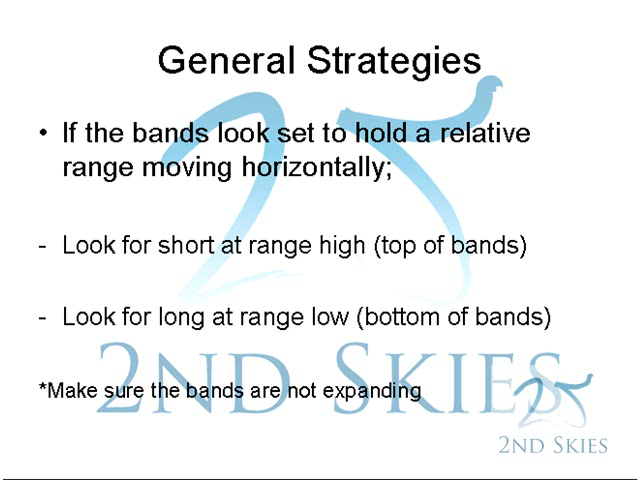 General Strategies
• If the bands look set to hold a relative
range moving horizontally;
- Look for short at range high (top of bands)
- Look for long at range low (bottom of bands)
2ND SKIES
*Make sure the bands are not expanding
2ND SKIES